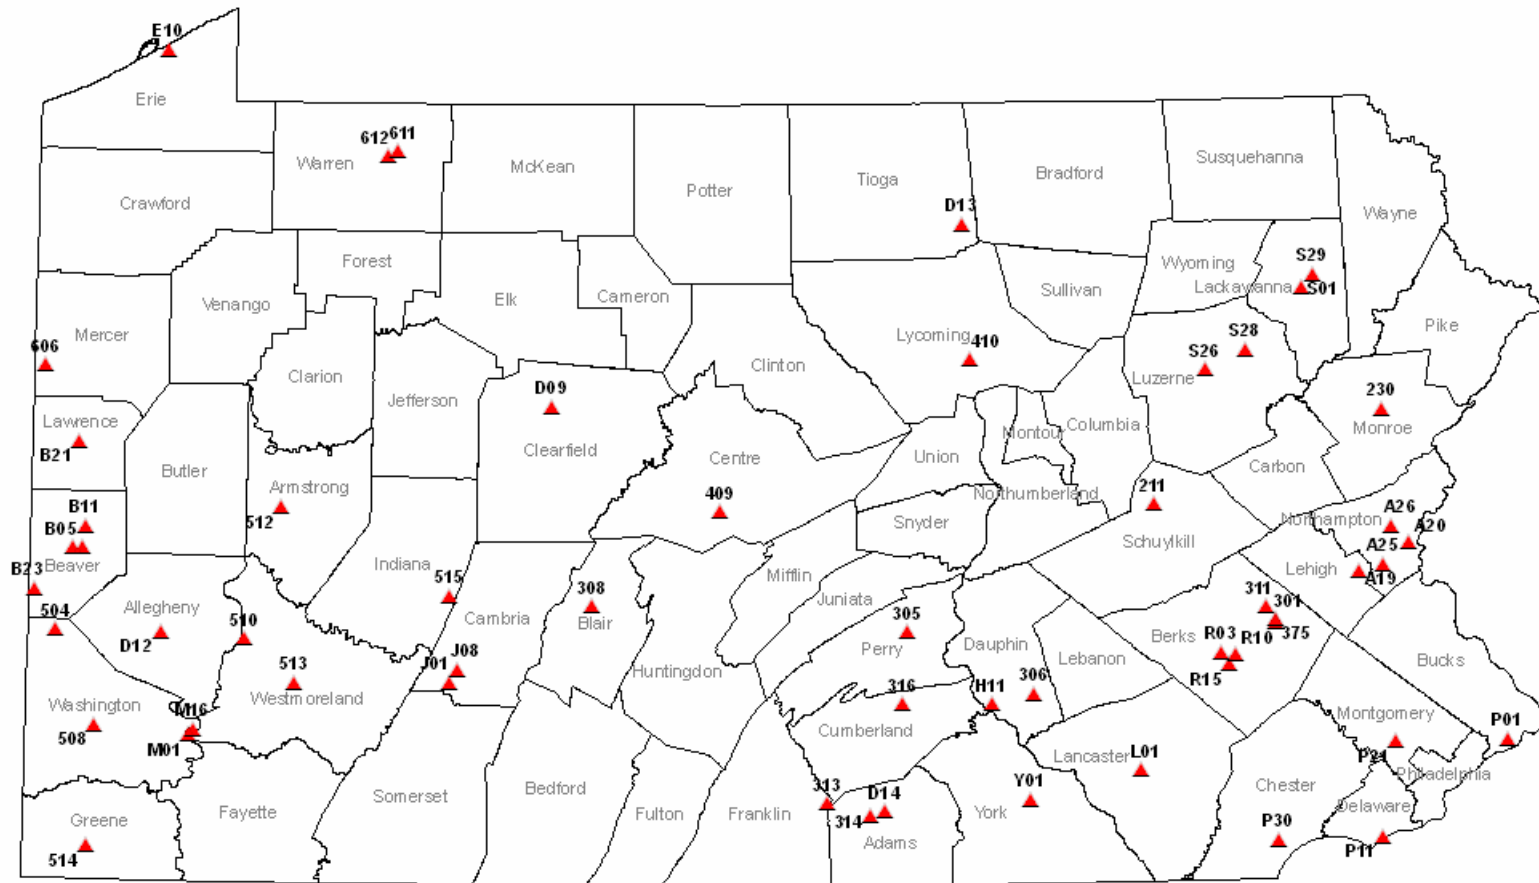 E10
Erie
612 611
Warren
McKean
Potter
Tioga
Bradford
Susquehanna
Crawford
D13
Wayne
Forest
Wyoming
S29
Venango
Elk
Cameron
Sullivan
Lackawanna
S01
Mercer
Lycoming
Pike
606
410
S28
Clarion
Clinton
S26
Luzerne
D09
Jefferson
230
Lawrence
Clearfield
Columbia
Monroe
B21
Montour
Butler
Centre
Union
Carbon
Armstrong
211
Northumberland
409
512
Snyder
Northampton
A26
B11
A20
B05
Schuylkill
A25
Beaver
Indiana
Lehigh
B23
515
Mifflin
A19
308
Juniata
311
Allegheny
Cambria
Blair
305
301
504
510
375
D12
Berks
R03
R10
Perry
Dauphin
Lebanon
Bucks
J01
J08
Huntingdon
R15
513
Westmoreland
316
306
H11
Washington
M16
Cumberland
Montgomery
P01
508
M01
Lancaster
L01
P21
Philadelphia
Y01
Chester
Bedford
Somerset
313
D14
Delaware
Fayette
Fulton
Franklin
York
Greene
314
Adams
P30
514
P11